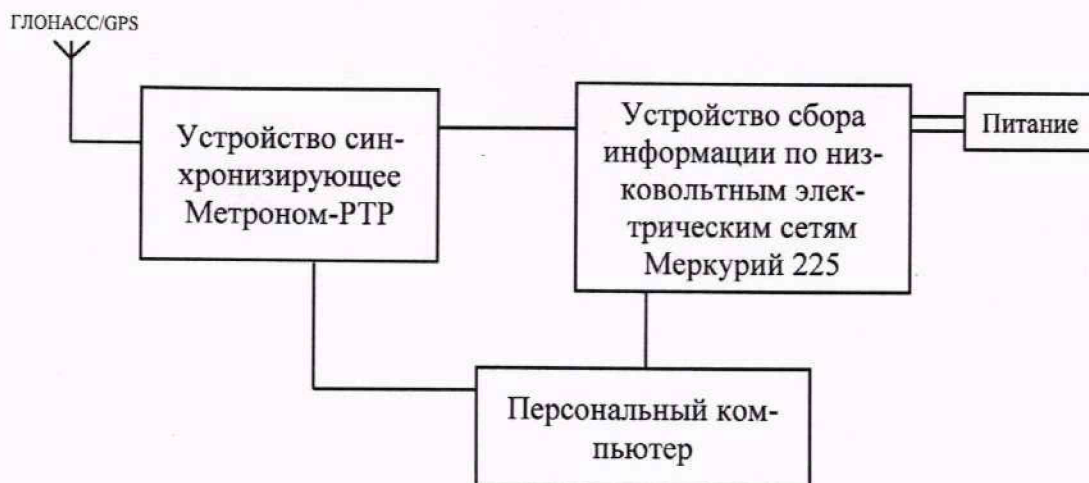 ГЛОНАСС/GPS
Устройство син-
хронизирующее
Метроном-PTP
Устройство сбора
информации по низ-
ковольтным элек-
трическим сетям
Меркурий 225
Питание
Персональный ком-
пьютер